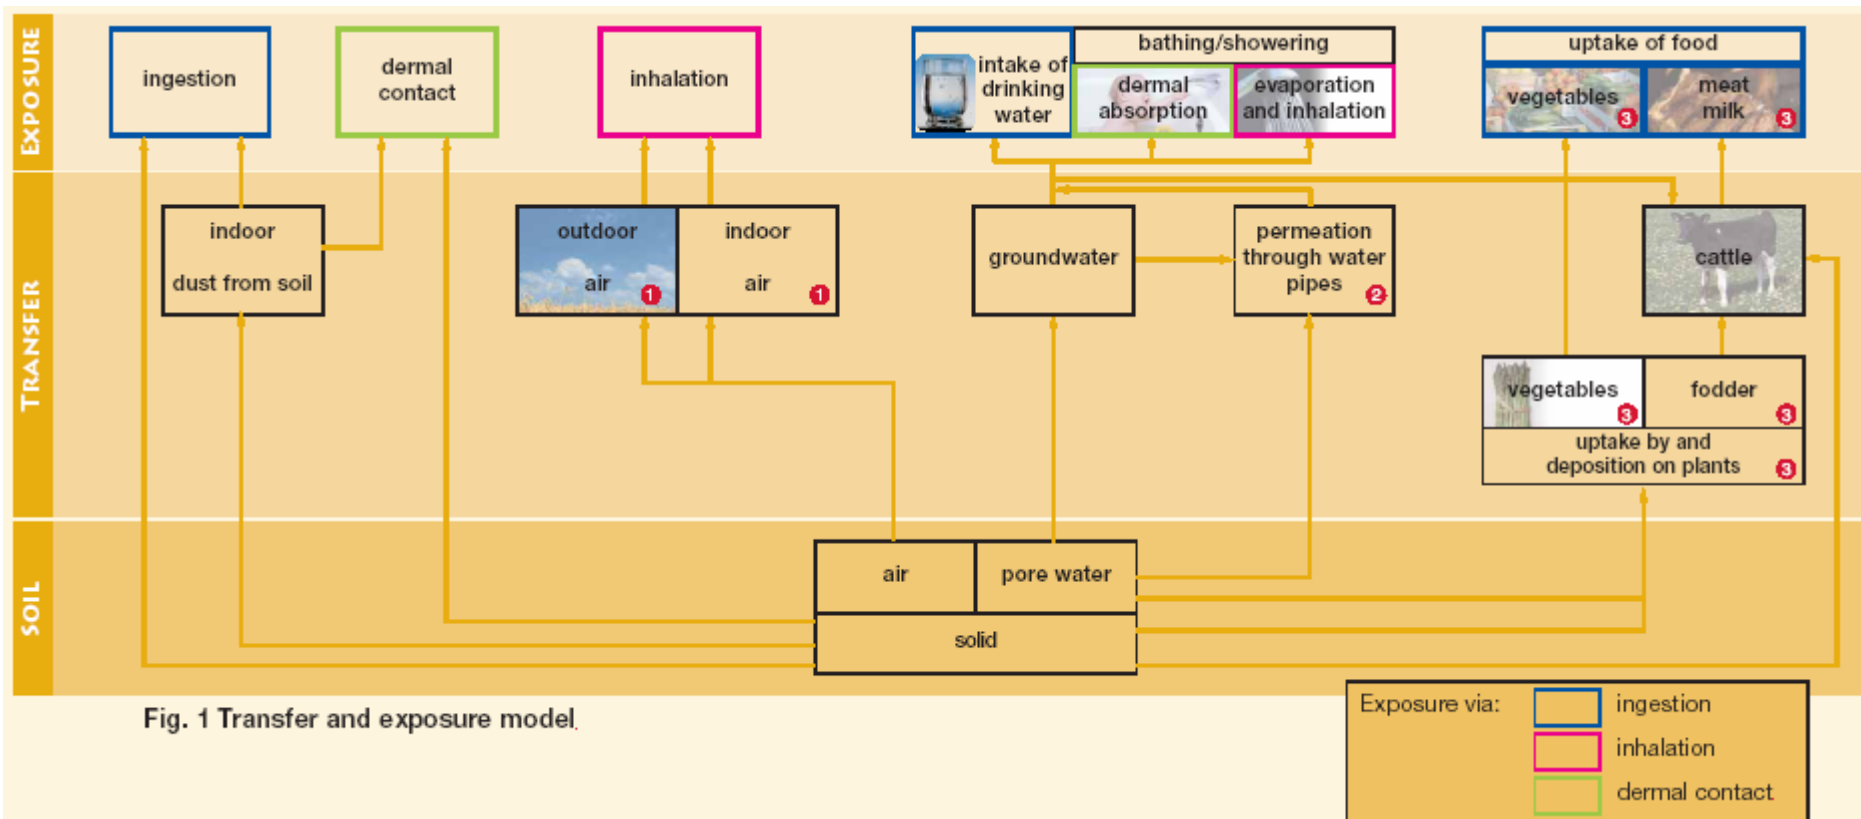 EXPOSURE
ingestion
dermal
contact
inhalation
intake of
drinking
water
bathing/showering
dermal
absorption
evaporation
and inhalation
uptake of food
vegetables
3
meat
milk
3
TRANSFER
indoor
dust from soil
outdoor
air
1
indoor
air
1
groundwater
permeation
through water
pipes
2
cattle
vegetables
3
fodder
3
uptake by and
deposition on plants
3
SOIL
air
pore water
solid
Fig. 1 Transfer and exposure model.
Exposure via:
ingestion
inhalation
dermal contact